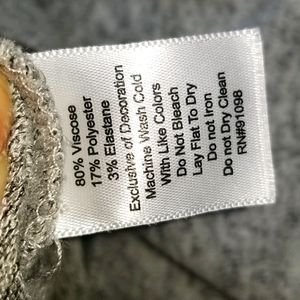 80% Viscose
17% Polyester
3% Elastane
Exclusive of Decoration
Machine Wash Cold
With Like Colors
Do Not Bleach
Lay Flat To Dry
Do not Iron
Do not Dry Clean
RN#91098